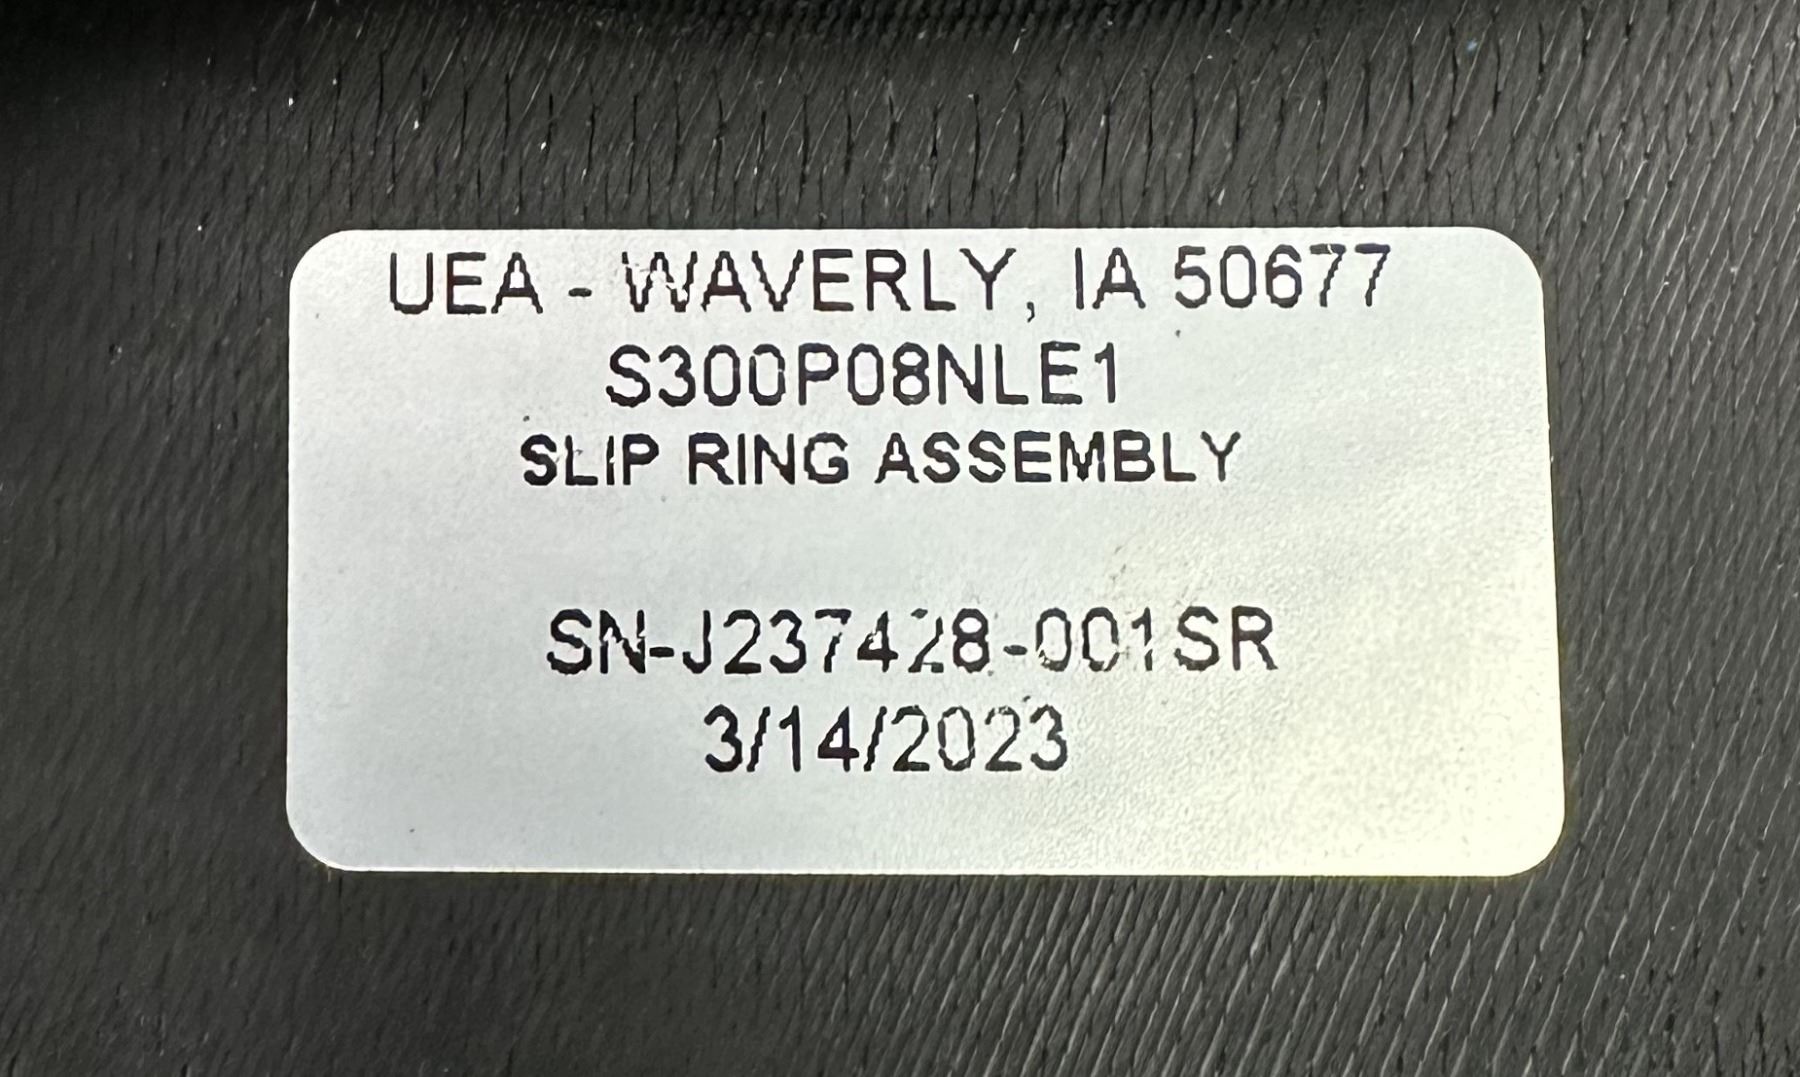 UEA - WAVERLY, IA 50677
S300P08NLE1
SLIP RING ASSEMBLY
SN-J237428-001SR
3/14/2023